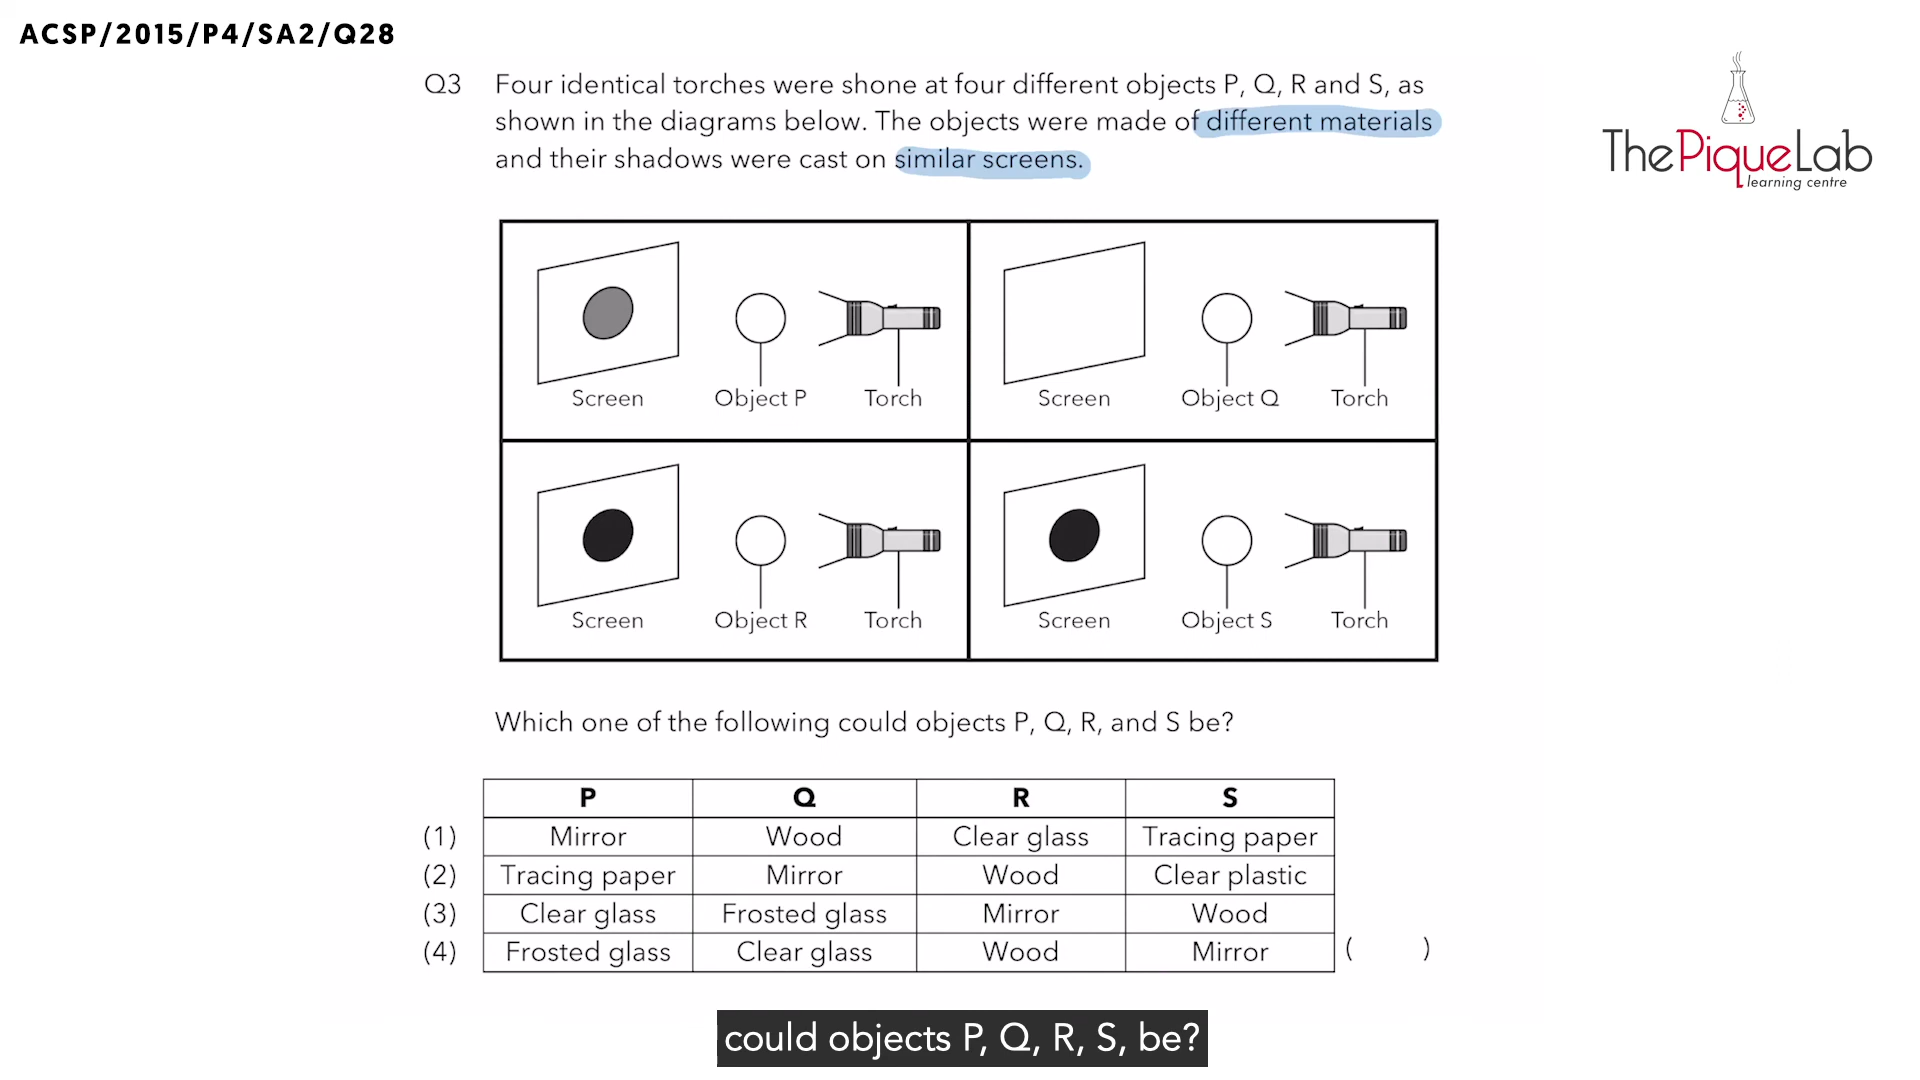 ACSP/2015/P4/SA2/Q28
Q3 Four identical torches were shone at four different objects P, Q, R and S, as
shown in the diagrams below. The objects were made of different materials
and their shadows were cast on similar screens.
ThePiqueLab
learning centre
Screen Object P Torch
Screen Object Q Torch
Screen Object R Torch
Screen Object S Torch
Which one of the following could objects P, Q, R, and S be?
P Q R S
(1) Mirror Wood Clear glass Tracing paper
(2) Tracing paper Mirror Wood Clear plastic
(3) Clear glass Frosted glass Mirror Wood
(4) Frosted glass Clear glass Wood Mirror ( )
could objects P, Q, R, S, be?